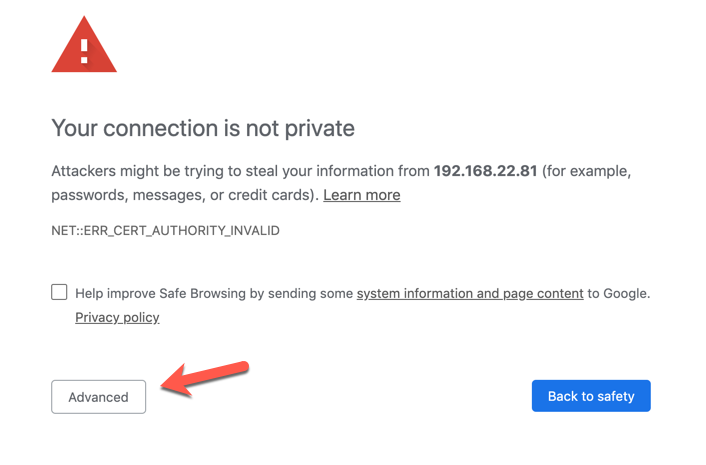 Your connection is not private
Attackers might be trying to steal your information from 192.168.22.81 (for example,
passwords, messages, or credit cards). Learn more
NET::ERR_CERT_AUTHORITY_INVALID
Help improve Safe Browsing by sending some system information and page content to Google.
Privacy policy
Advanced
Back to safety